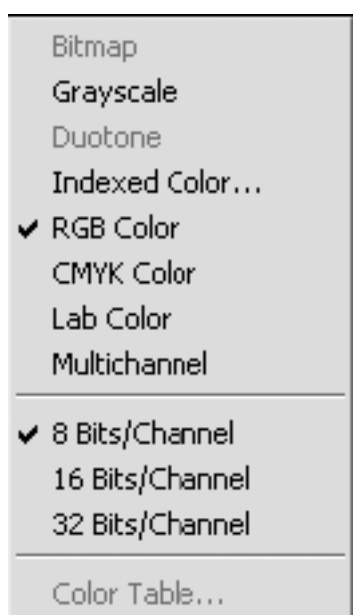 Bitmap
Grayscale
Duotone
Indexed Color...
RGB Color
CMYK Color
Lab Color
Multichannel
8 Bits/Channel
16 Bits/Channel
32 Bits/Channel
Color Table...